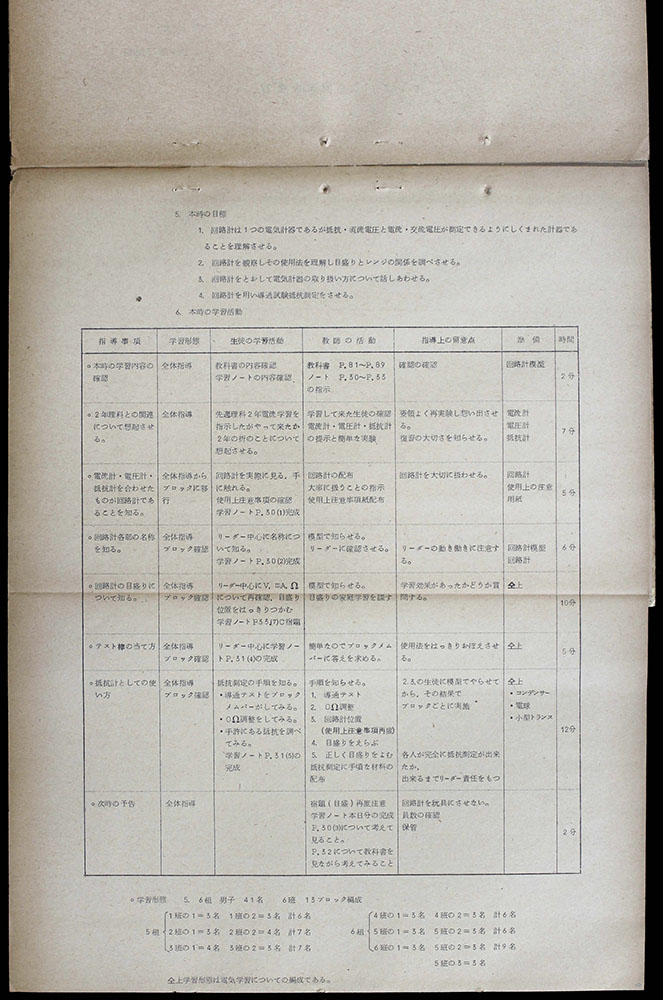 5. 本時の目標
1. 回路計は1つの電気計器であるが抵抗・直流電圧と電流・交流電圧が測定できるようにしくまれた計器であ
ることを理解させる。
2. 回路計を観察しその使用法を理解し目盛りとレンジの関係を調べさせる。
3. 回路計をとおして電気計器の取り扱い方について話しあわせる。
4. 回路計を用い導通試験抵抗測定をさせる。
6. 本時の学習活動
指導事項 学習形態 生徒の学習活動 教師の活動 指導上の留意点 準備 時間
○本時の学習内容の 全体指導 教科書の内容確認 教科書 P.81〜P.89 確認の確認 回路計模型
確認 学習ノートの内容確認 ノート P.30〜P.33 2分
の指示
○2年理科との関連 全体指導 先週理科2年電流学習を 学習して来た生徒の確認 要領よく再実験し想い出させ 電流計
について想起させ 指示したがやって来たか 電流計・電圧計・抵抗計 る。 電圧計 7分
る。 2年の所のことについて の提示と簡単な実験 復習の大切さを知らせる。 抵抗計
想起させる。
○電流計・電圧計・ 全体指導から 回路計を実際に見る、手 回路計の配布 回路計を大切に扱わせる。 回路計
抵抗計を合わせた ブロックに移 に触れる。 大事に扱うことの指示 使用上の注意 5分
ものが回路計であ 行 使用上注意事項の確認 使用上注意事項紙配布 用紙
ることを知る。 学習ノートP.30(1)完成
○回路計各部の名称 全体指導 リーダー中心に名称につ 模型で知らせる。 6分
を知る。 ブロック確認 いて知る。 リーダーに確認させる。 リーダーの動き働きに注意す 回路計模型
学習ノートP.30(2)完成 る。 回路計
○回路計の目盛りに 全体指導 リーダー中心にV, mA, Ω 模型で知らせる。 学習効果があったかどうか質 仝上
ついて知る。 ブロック確認 について再確認、目盛り 目盛りの家庭学習を課す 問する。 10分
位置をはっきりつかむ
学習ノートP33,(7)C宿題
○テスト棒の当て方 全体指導 リーダー中心に学習ノー 簡単なのでブロックメム 使用法をはっきりおぼえさせ 仝上 5分
ブロック確認 トP.31(4)の完成 バーに答えを求める。 る。
○抵抗計としての使 全体指導 抵抗測定の手順を知る。 手順を知らせる。 2.3.の生徒に模型でやらせて 仝上
い方 ブロック確認 ・導通テストをブロック 1. 導通テスト から、その結果で ・コンデンサー
メムバーがしてみる。 2. 0Ω調整 ブロックごとに実施 ・電球
・0Ω調整をしてみる。 3. 回路計位置 ・小型トランス
・手許にある抵抗を調べ (使用上注意事項再度) 12分
てみる。 4. 目盛りをえらぶ
学習ノートP.31(5)の 5. 正しく目盛りをよむ 各人が完全に抵抗測定が出来
完成 抵抗測定に手頃な材料の たか。
配布 出来るまでリーダー責任をもつ
○次時の予告 全体指導 宿題(目盛)再度注意 回路計を玩具にさせない。
学習ノート本日分の完成 員数の確認
P.30(3)について考えて 保管 2分
見ること。
P.32について教科書を
見ながら考えてみること
○学習形態 5. 6組 男子 41名 6班 13ブロック編成
1班の1=3名 1班の2=3名 計6名 4班の1=3名 4班の2=3名 計6名
5組 2班の1=3名 2班の2=4名 計7名 6組 5班の1=3名 5班の2=3名 計6名
3班の1=4名 3班の2=3名 計7名 6班の1=3名 5班の2=3名 計9名
5班の3=3名
仝上学習形態は電気学習についての編成である。